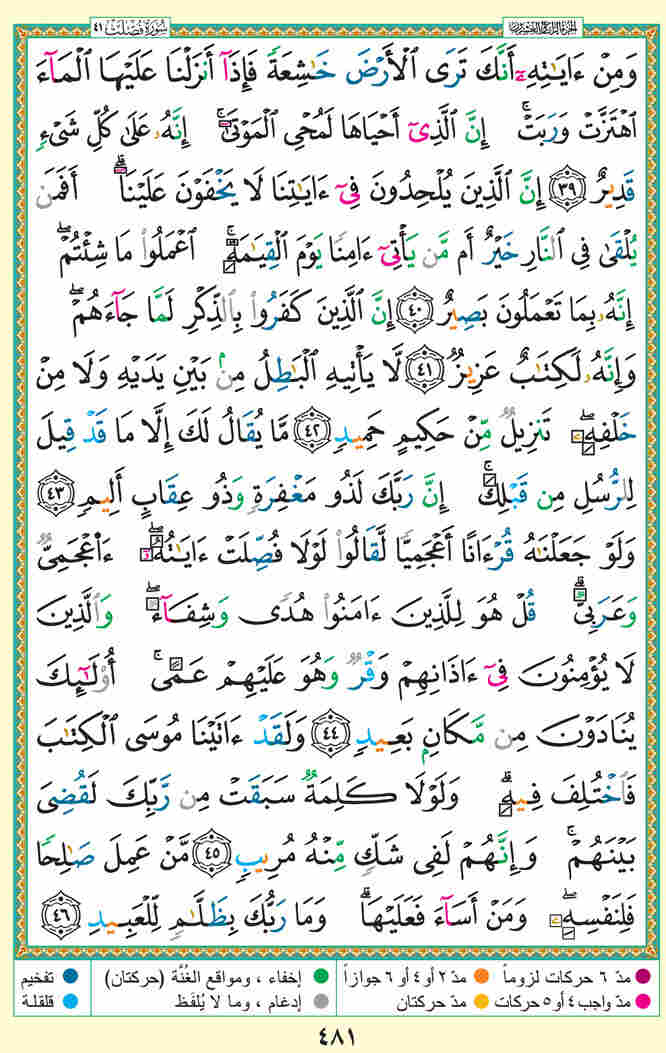 الجزء الرابع والعشرون
سُورَةُ فُصِّلَتْ ٤١
وَمِنْ ءَايَٰتِهِۦٓ أَنَّكَ تَرَى ٱلْأَرْضَ خَٰشِعَةً فَإِذَآ أَنزَلْنَا عَلَيْهَا ٱلْمَآءَ
ٱهْتَزَّتْ وَرَبَتْ ۚ إِنَّ ٱلَّذِىٓ أَحْيَاهَا لَمُحْىِ ٱلْمَوْتَىٰٓ ۚ إِنَّهُۥ عَلَىٰ كُلِّ شَىْءٍ
قَدِيرٌ ٣٩ إِنَّ ٱلَّذِينَ يُلْحِدُونَ فِىٓ ءَايَٰتِنَا لَا يَخْفَوْنَ عَلَيْنَآ ۗ أَفَمَن
يُلْقَىٰ فِى ٱلنَّارِ خَيْرٌ أَم مَّن يَأْتِىٓ ءَامِنًا يَوْمَ ٱلْقِيَٰمَةِ ۚ ٱعْمَلُوا۟ مَا شِئْتُمْ ۖ
إِنَّهُۥ بِمَا تَعْمَلُونَ بَصِيرٌ ٤٠ إِنَّ ٱلَّذِينَ كَفَرُوا۟ بِٱلذِّكْرِ لَمَّا جَآءَهُمْ ۖ
وَإِنَّهُۥ لَكِتَٰبٌ عَزِيزٌ ٤١ لَّا يَأْتِيهِ ٱلْبَٰطِلُ مِنۢ بَيْنِ يَدَيْهِ وَلَا مِنْ
خَلْفِهِۦ ۖ تَنزِيلٌ مِّنْ حَكِيمٍ حَمِيدٍ ٤٢ مَّا يُقَالُ لَكَ إِلَّا مَا قَدْ قِيلَ
لِلرُّسُلِ مِن قَبْلِكَ ۚ إِنَّ رَبَّكَ لَذُو مَغْفِرَةٍ وَذُو عِقَابٍ أَلِيمٍ ٤٣
وَلَوْ جَعَلْنَٰهُ قُرْءَانًا أَعْجَمِيًّا لَّقَالُوا۟ لَوْلَا فُصِّلَتْ ءَايَٰتُهُۥٓ ۖ ءَا۬عْجَمِىٌّ
وَعَرَبِىٌّ ۗ قُلْ هُوَ لِلَّذِينَ ءَامَنُوا۟ هُدًى وَشِفَآءٌ ۖ وَٱلَّذِينَ
لَا يُؤْمِنُونَ فِىٓ ءَاذَانِهِمْ وَقْرٌ وَهُوَ عَلَيْهِمْ عَمًى ۚ أُو۟لَٰٓئِكَ
يُنَادَوْنَ مِن مَّكَانٍۭ بَعِيدٍ ٤٤ وَلَقَدْ ءَاتَيْنَا مُوسَى ٱلْكِتَٰبَ
فَٱخْتُلِفَ فِيهِ ۗ وَلَوْلَا كَلِمَةٌ سَبَقَتْ مِن رَّبِّكَ لَقُضِىَ
بَيْنَهُمْ ۚ وَإِنَّهُمْ لَفِى شَكٍّ مِّنْهُ مُرِيبٍ ٤٥ مَّنْ عَمِلَ صَٰلِحًا
فَلِنَفْسِهِۦ ۖ وَمَنْ أَسَآءَ فَعَلَيْهَا ۗ وَمَا رَبُّكَ بِظَلَّٰمٍ لِّلْعَبِيدِ ٤٦
مدّ ٦ حركات لزوماً
مدّ ٢ أو ٤ أو ٦ جوازاً
إخفاء ، ومواقع الغُنَّة (حركتان)
تفخيم
مدّ واجب ٤ أو ٥ حركات
مدّ حركتان
إدغام ، وما لا يُلفَظ
قلقلة
٤٨١